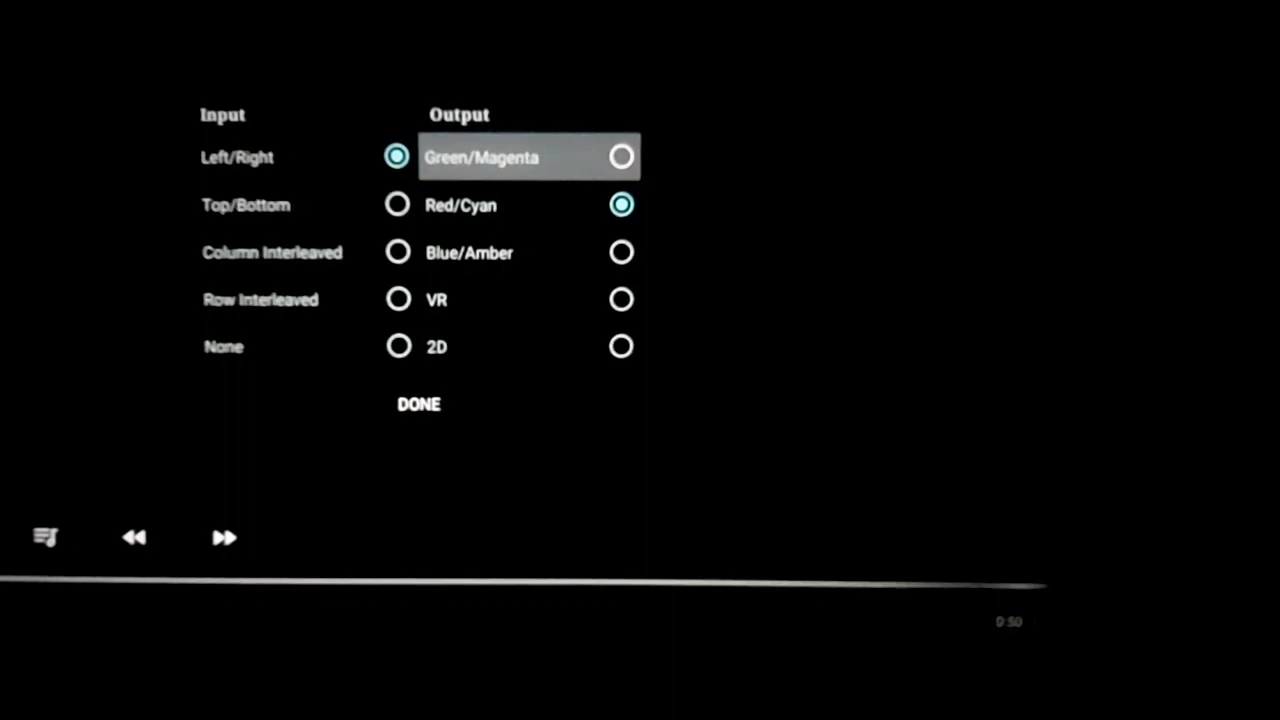 Input Output
Left/Right Green/Magenta
Top/Bottom Red/Cyan
Column Interleaved Blue/Amber
Row Interleaved VR
None 2D
DONE
0:50